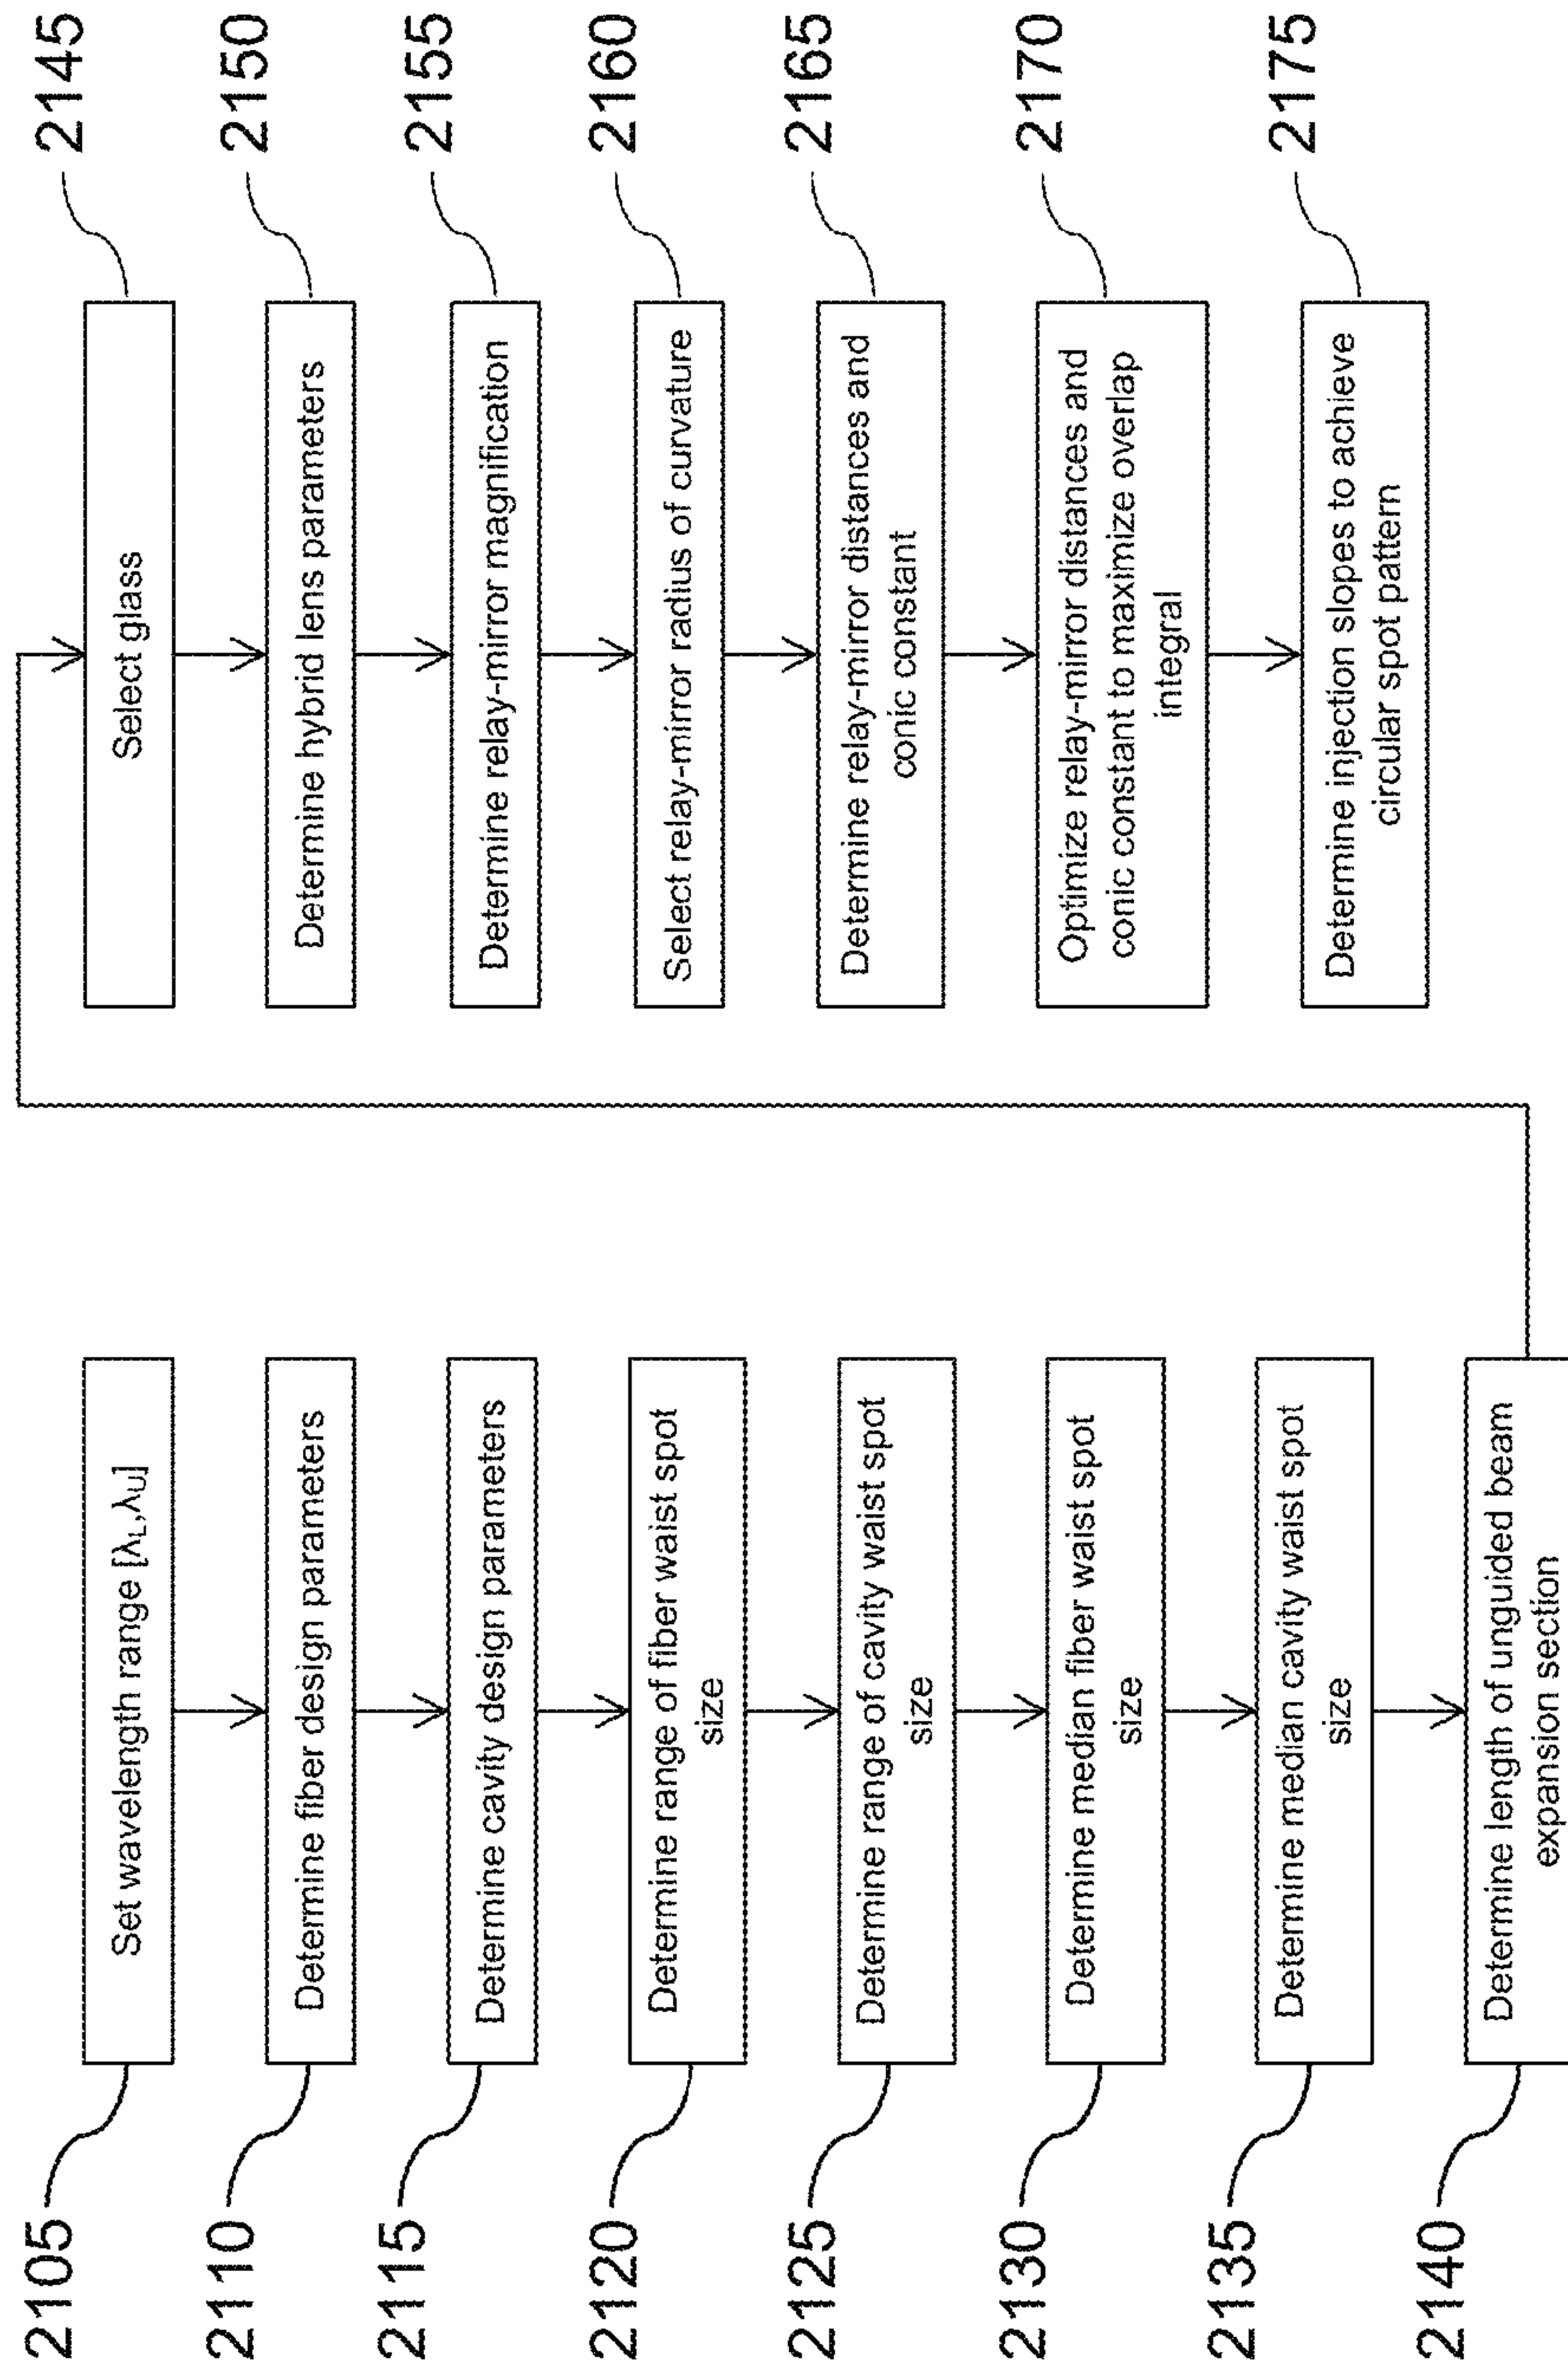 2105
Set wavelength range [λL,λU]
2110
Determine fiber design parameters
2115
Determine cavity design parameters
2120
Determine range of fiber waist spot
size
2125
Determine range of cavity waist spot
size
2130
Determine median fiber waist spot
size
2135
Determine median cavity waist spot
size
2140
Determine length of unguided beam
expansion section
2145
Select glass
2150
Determine hybrid lens parameters
2155
Determine relay-mirror magnification
2160
Select relay-mirror radius of curvature
2165
Determine relay-mirror distances and
conic constant
2170
Optimize relay-mirror distances and
conic constant to maximize overlap
integral
2175
Determine injection slopes to achieve
circular spot pattern